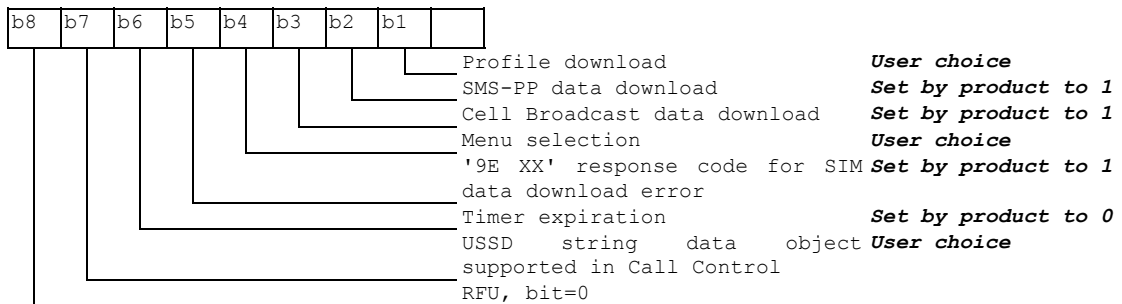 b8 b7 b6 b5 b4 b3 b2 b1
Profile download User choice
SMS-PP data download Set by product to 1
Cell Broadcast data download Set by product to 1
Menu selection User choice
'9E XX' response code for SIM Set by product to 1
data download error
Timer expiration Set by product to 0
USSD string data object User choice
supported in Call Control
RFU, bit=0